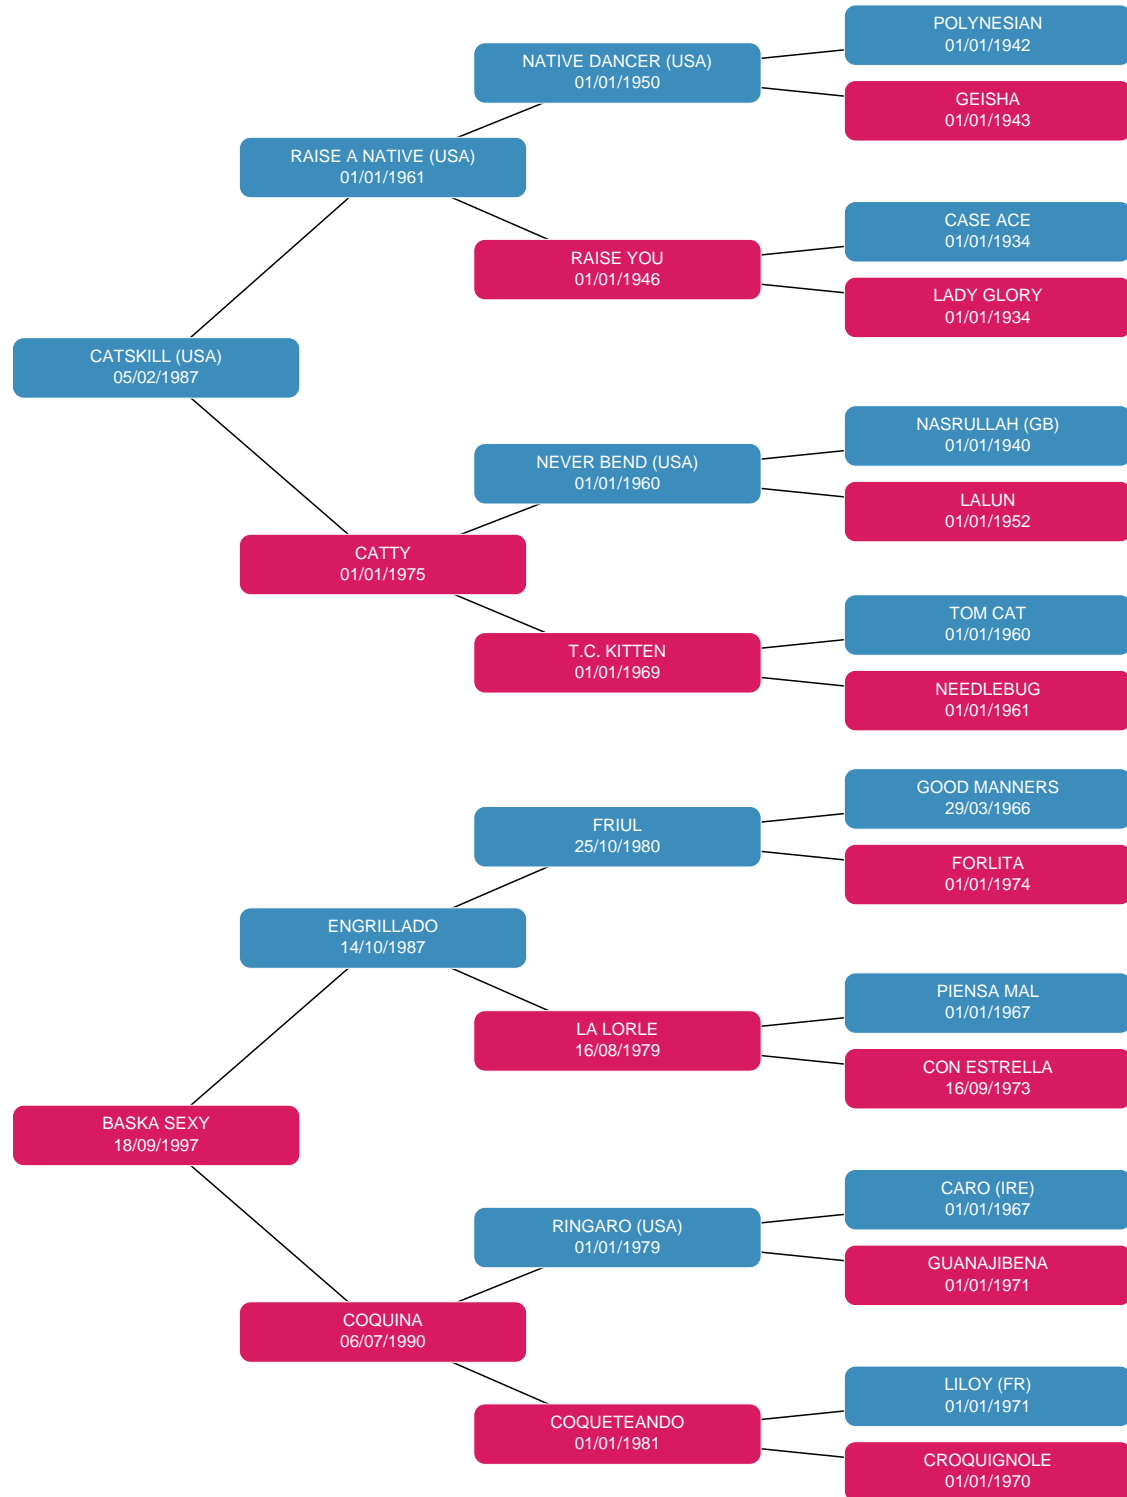 POLYNESIAN
01/01/1942
NATIVE DANCER (USA)
01/01/1950
GEISHA
01/01/1943
RAISE A NATIVE (USA)
01/01/1961
CASE ACE
01/01/1934
RAISE YOU
01/01/1946
LADY GLORY
01/01/1934
CATSKILL (USA)
05/02/1987
NASRULLAH (GB)
01/01/1940
NEVER BEND (USA)
01/01/1960
LALUN
01/01/1952
CATTY
01/01/1975
TOM CAT
01/01/1960
T.C. KITTEN
01/01/1969
NEEDLEBUG
01/01/1961
GOOD MANNERS
29/03/1966
FRIUL
25/10/1980
FORLITA
01/01/1974
ENGRILLADO
14/10/1987
PIENSA MAL
01/01/1967
LA LORLE
16/08/1979
CON ESTRELLA
16/09/1973
BASKA SEXY
18/09/1997
CARO (IRE)
01/01/1967
RINGARO (USA)
01/01/1979
GUANAJIBENA
01/01/1971
COQUINA
06/07/1990
LILOY (FR)
01/01/1971
COQUETEANDO
01/01/1981
CROQUIGNOLE
01/01/1970